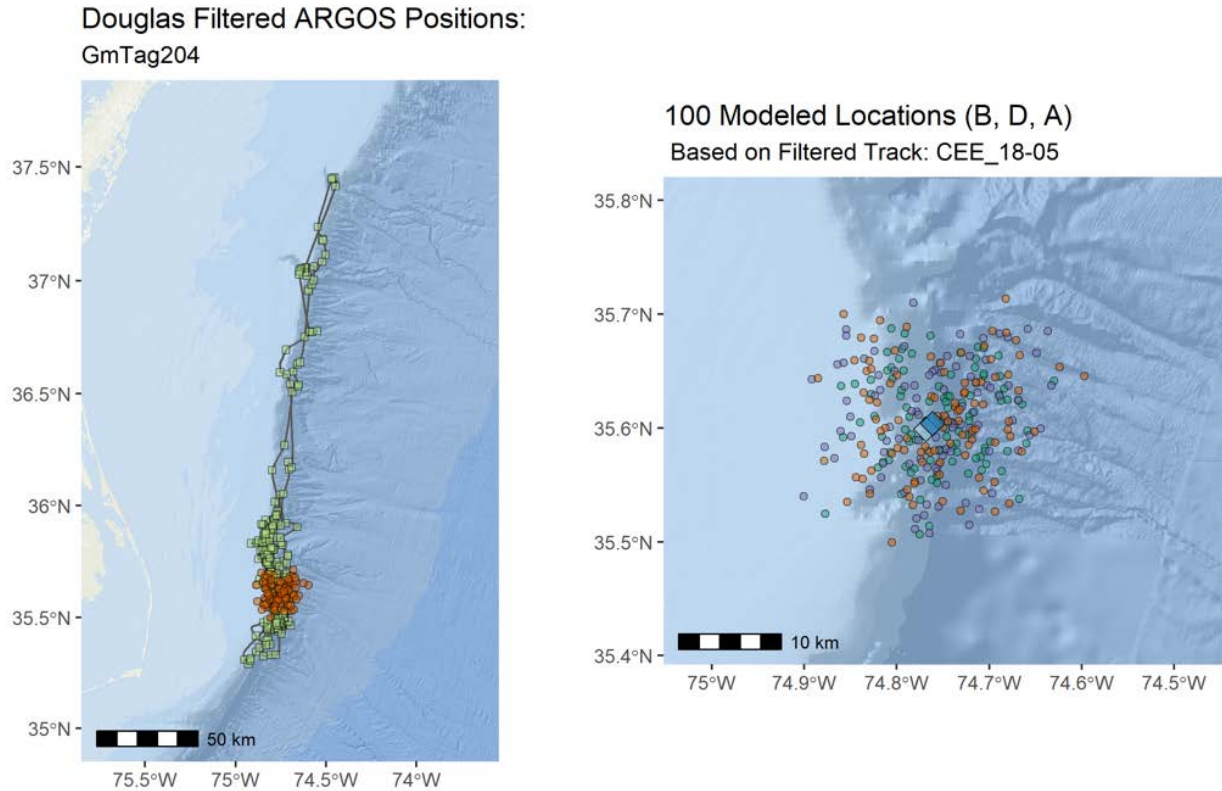 Douglas Filtered ARGOS Positions:
GmTag204
37.5°N
37°N
36.5°N
36°N
35.5°N
35°N
50 km
75.5°W
75°W
74.5°W
74°W
100 Modeled Locations (B, D, A)
Based on Filtered Track: CEE_18-05
35.8°N
35.7°N
35.6°N
35.5°N
35.4°N
10 km
75°W
74.9°W
74.8°W
74.7°W
74.6°W
74.5°W